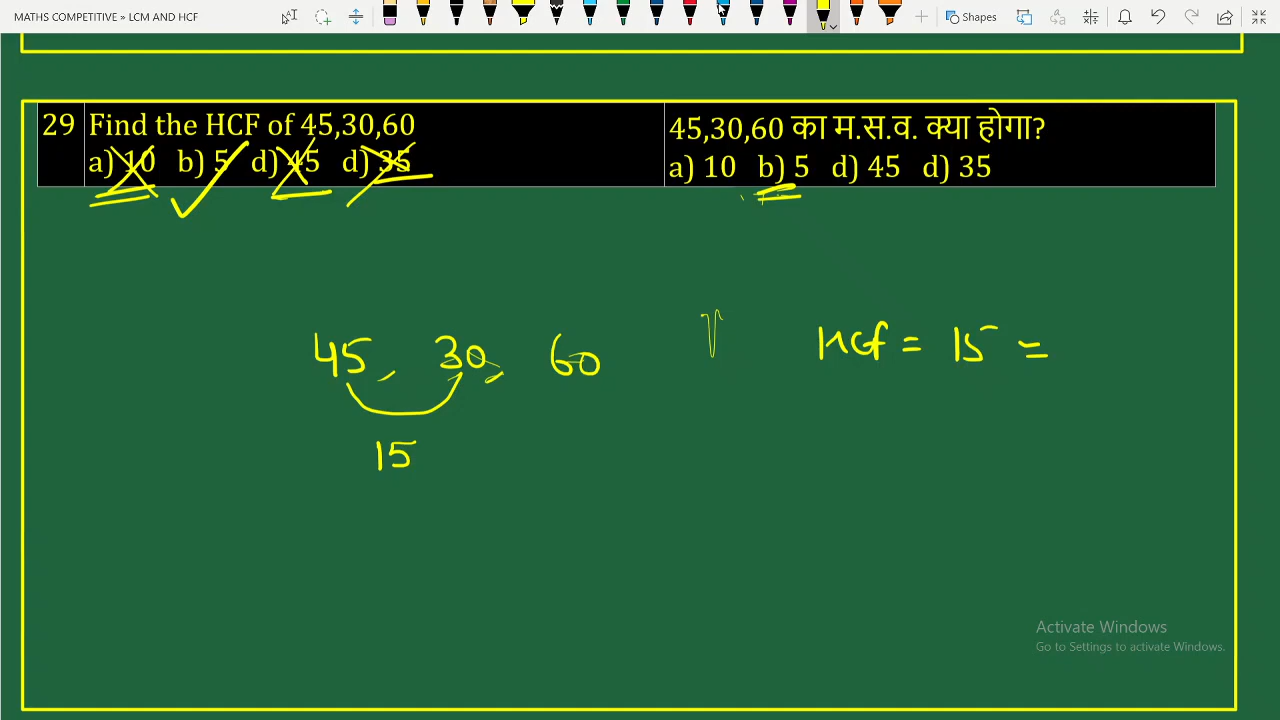 MATHS COMPETITIVE » LCM AND HCF
Shapes
29 Find the HCF of 45,30,60
a) 10 b) 5 d) 45 d) 35
45,30,60 का म.स.व. क्या होगा?
a) 10 b) 5 d) 45 d) 35
45, 30, 60
HCF = 15 =
15
Activate Windows
Go to Settings to activate Windows.